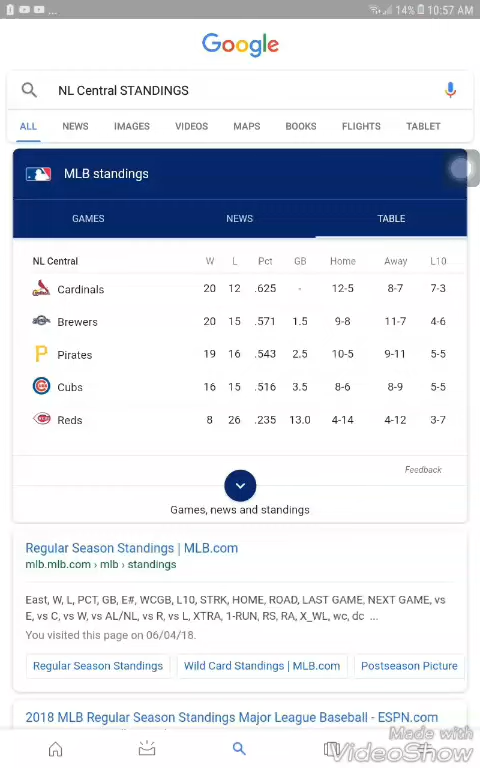 ... 14% 10:57 AM
Google
NL Central STANDINGS
ALL NEWS IMAGES VIDEOS MAPS BOOKS FLIGHTS TABLET
MLB standings
GAMES NEWS TABLE
NL Central W L Pct GB Home Away L10
Cardinals 20 12 .625 - 12-5 8-7 7-3
Brewers 20 15 .571 1.5 9-8 11-7 4-6
Pirates 19 16 .543 2.5 10-5 9-11 5-5
Cubs 16 15 .516 3.5 8-6 8-9 5-5
Reds 8 26 .235 13.0 4-14 4-12 3-7
Feedback
Games, news and standings
Regular Season Standings | MLB.com
mlb.mlb.com › mlb › standings
East, W, L, PCT, GB, E#, WCGB, L10, STRK, HOME, ROAD, LAST GAME, NEXT GAME, vs
E, vs C, vs W, vs AL/NL, vs R, vs L, XTRA, 1-RUN, RS, RA, X_WL, wc, dc ...
You visited this page on 06/04/18.
Regular Season Standings Wild Card Standings | MLB.com Postseason Picture
2018 MLB Regular Season Standings Major League Baseball - ESPN.com
Made with
VideoShow